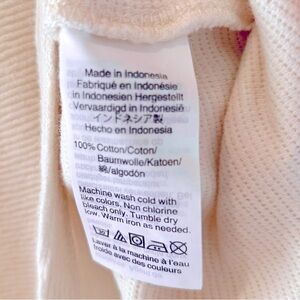 Made in Indonesia
Fabriqué en Indonésie
in Indonesien Hergestellt
Vervaardigd in Indonesië
インドネシア製
Hecho en Indonesia
100% Cotton/Coton/
Baumwolle/Katoen/
綿/algodón
Machine wash cold with
like colors. Non chlorine
bleach only. Tumble dry
low. Warm iron as needed.
Laver à la machine à l'eau
froide avec des couleurs